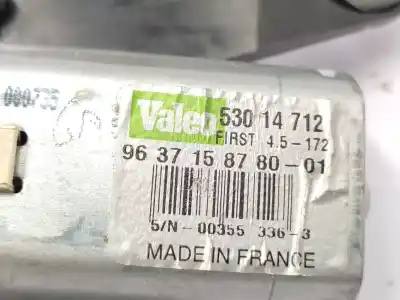 000735
Valeo 530 14 712
FIRST 4.5-172
96 37 15 87 80-01
S/N-00355 336-3
MADE IN FRANCE